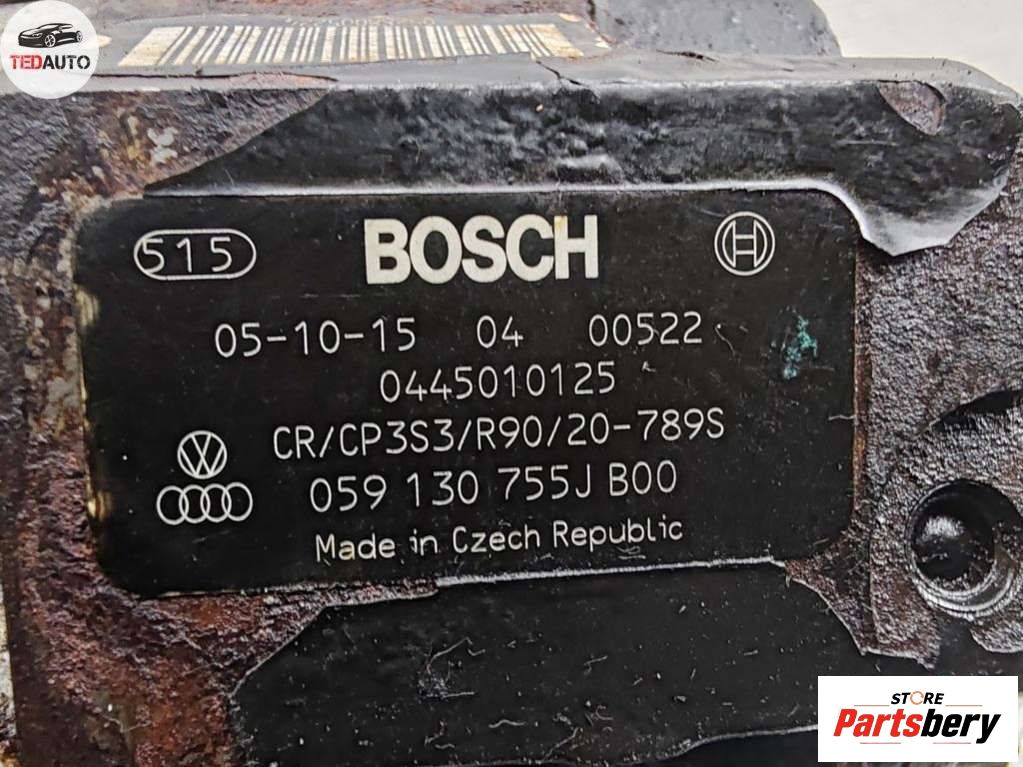 TEDAUTO
515 BOSCH
05-10-15 04 00522
0445010125
CR/CP3S3/R90/20-789S
059 130 755J B00
Made in Czech Republic
STORE
Partsbery